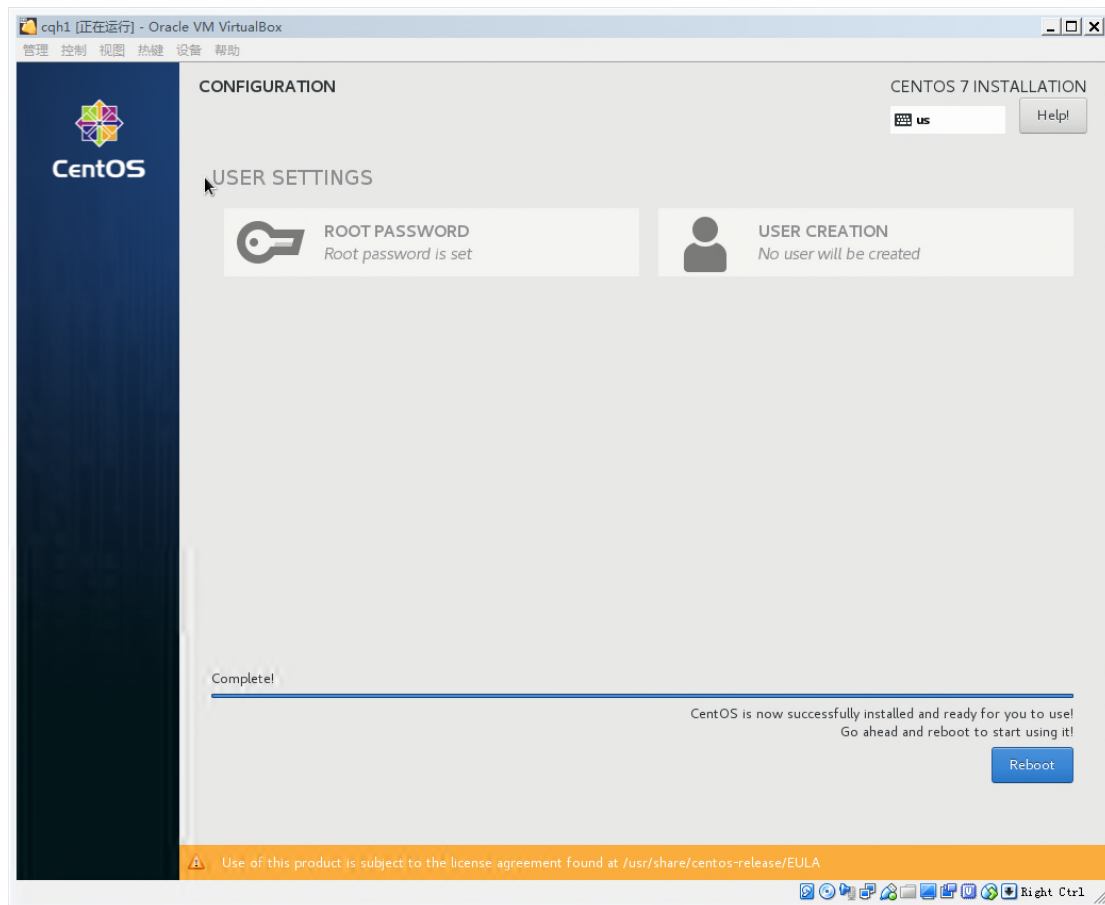 cqh1 [正在运行] - Oracle VM VirtualBox
管理 控制 视图 热键 设备 帮助
CONFIGURATION
CENTOS 7 INSTALLATION
us
Help!
CentOS
USER SETTINGS
ROOT PASSWORD
Root password is set
USER CREATION
No user will be created
Complete!
CentOS is now successfully installed and ready for you to use!
Go ahead and reboot to start using it!
Reboot
Use of this product is subject to the license agreement found at /usr/share/centos-release/EULA
Right Ctrl